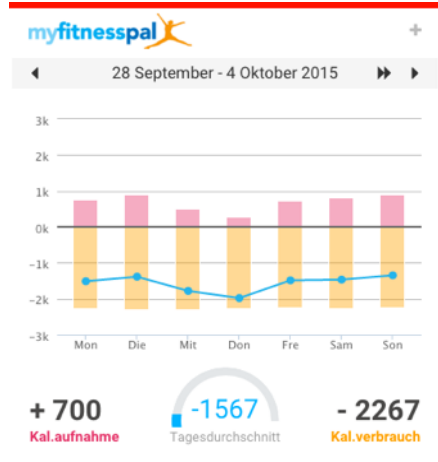 myfitnesspal
+
28 September - 4 Oktober 2015
3k
2k
1k
0k
-1k
-2k
-3k
Mon Die Mit Don Fre Sam Son
+ 700 -1567 - 2267
Kal.aufnahme Tagesdurchschnitt Kal.verbrauch